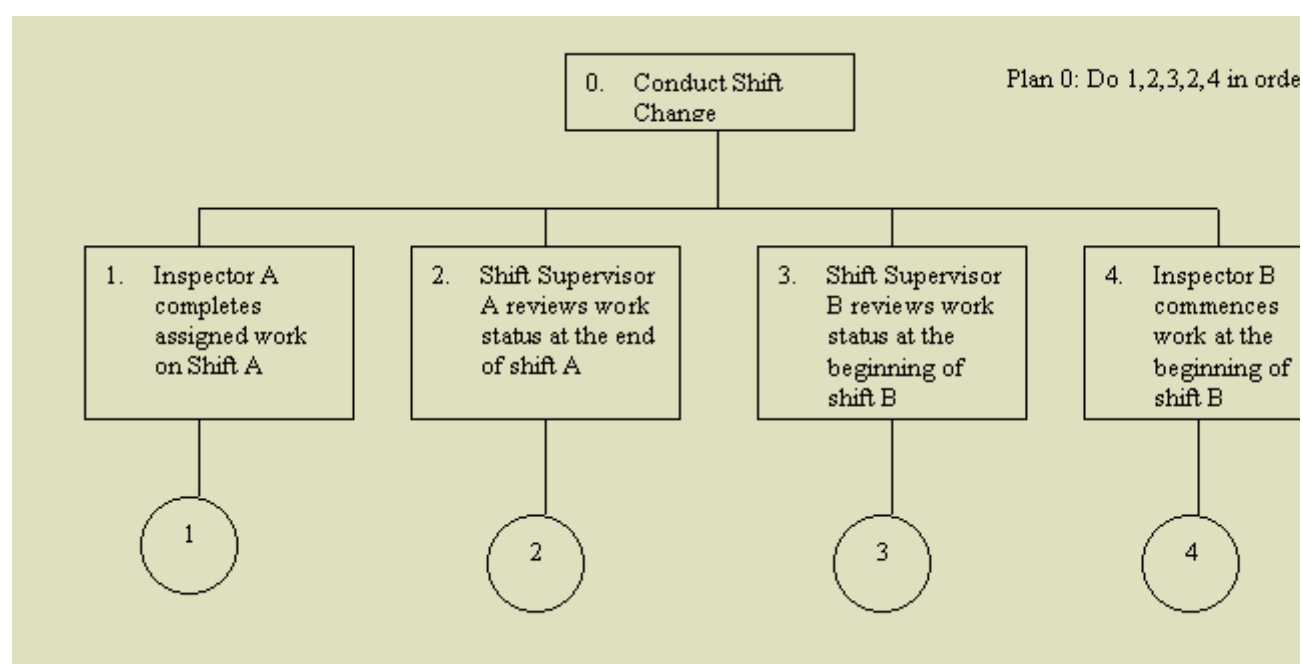 0. Conduct Shift
Change
Plan 0: Do 1,2,3,2,4 in orde
1. Inspector A
completes
assigned work
on Shift A
2. Shift Supervisor
A reviews work
status at the end
of shift A
3. Shift Supervisor
B reviews work
status at the
beginning of
shift B
4. Inspector B
commences
work at the
beginning of
shift B
1
2
3
4